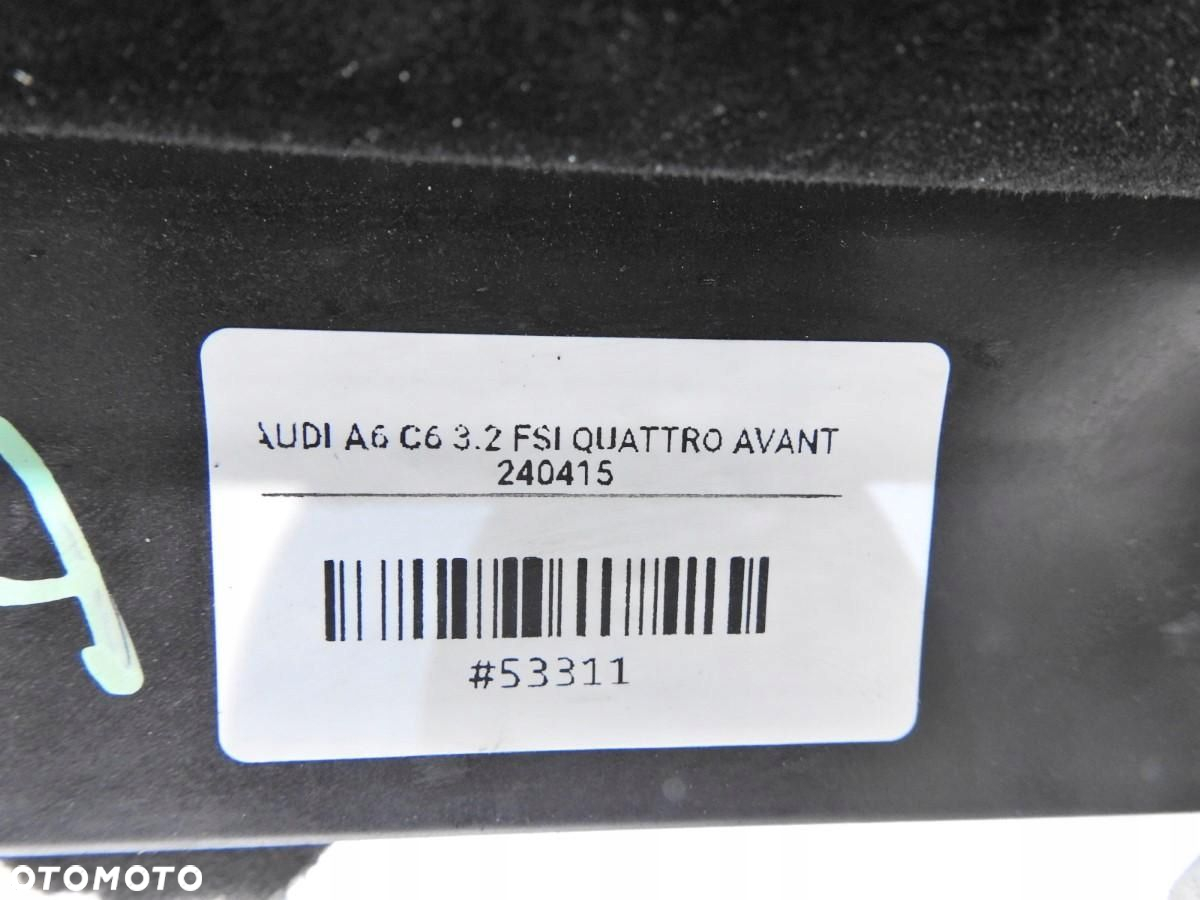 AUDI A6 C6 3.2 FSI QUATTRO AVANT
240415
#53311
OTOMOTO